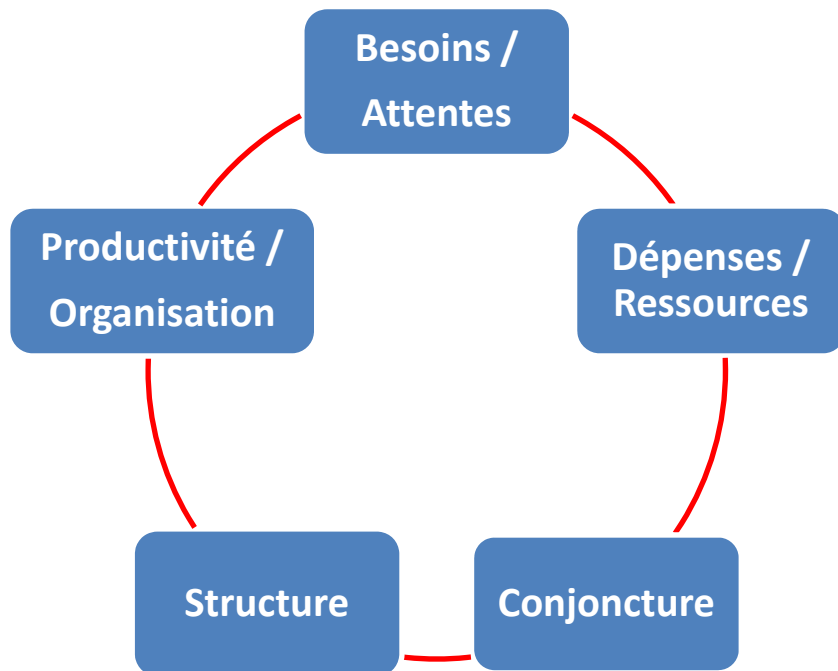 Besoins /
Attentes
Productivité /
Organisation
Dépenses /
Ressources
Structure
Conjoncture